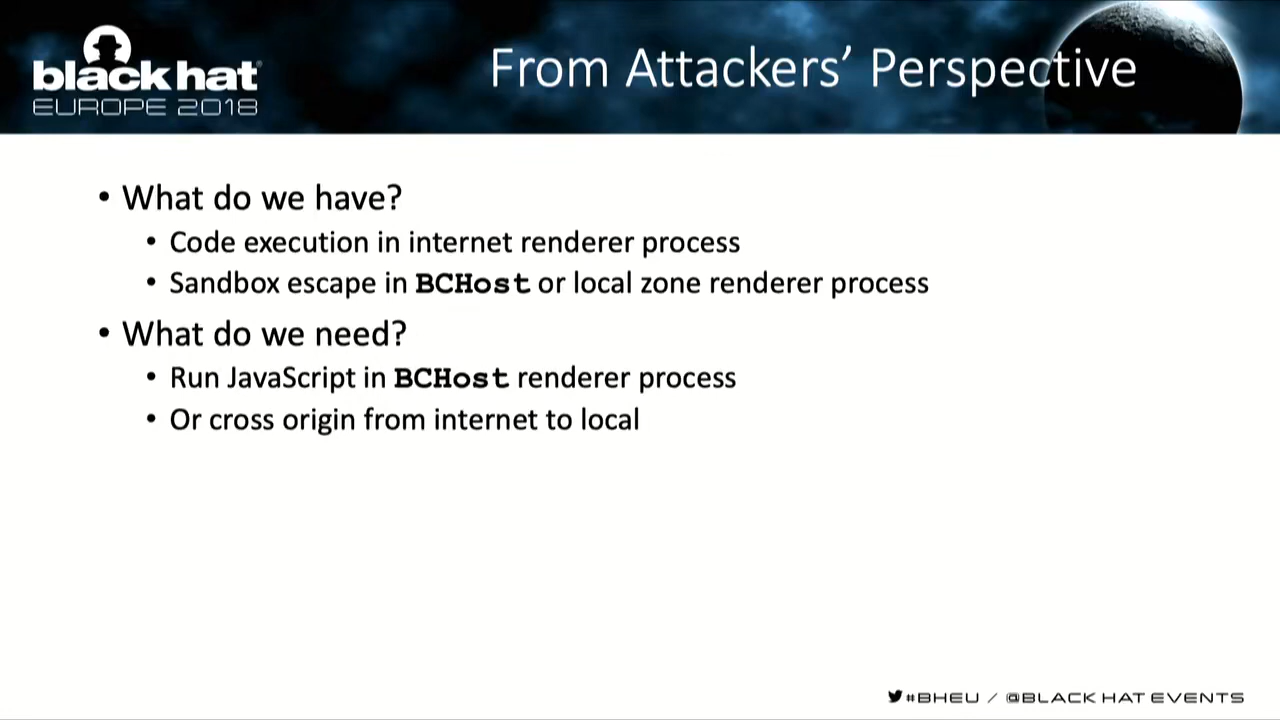 black hat
EUROPE 2018
From Attackers’ Perspective
• What do we have?
• Code execution in internet renderer process
• Sandbox escape in BCHost or local zone renderer process
• What do we need?
• Run JavaScript in BCHost renderer process
• Or cross origin from internet to local
#BHEU / @BLACK HAT EVENTS